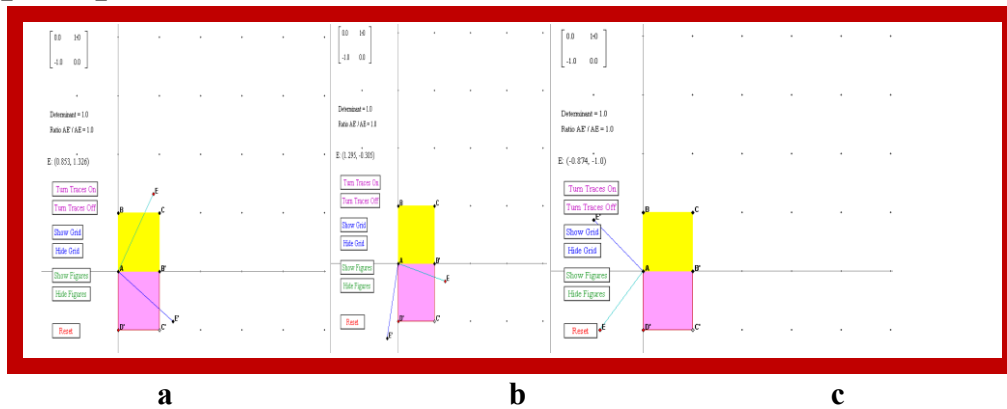 0.0 1.0
-1.0 0.0
Determinant = 1.0
Ratio AE' / AE = 1.0
E: (0.853, 1.326)
Turn Traces On
Turn Traces Off
Show Grid
Hide Grid
Show Figures
Hide Figures
Reset
E
B C
A B'
E'
D' C'
0.0 1.0
-1.0 0.0
Determinant = 1.0
Ratio AE' / AE = 1.0
E: (1.295, -0.305)
Turn Traces On
Turn Traces Off
Show Grid
Hide Grid
Show Figures
Hide Figures
Reset
B C
A B'
E
D' C'
E'
0.0 1.0
-1.0 0.0
Determinant = 1.0
Ratio AE' / AE = 1.0
E: (-0.874, -1.0)
Turn Traces On
Turn Traces Off
Show Grid
Hide Grid
Show Figures
Hide Figures
Reset
B C
E'
A B'
E D' C'
a b c